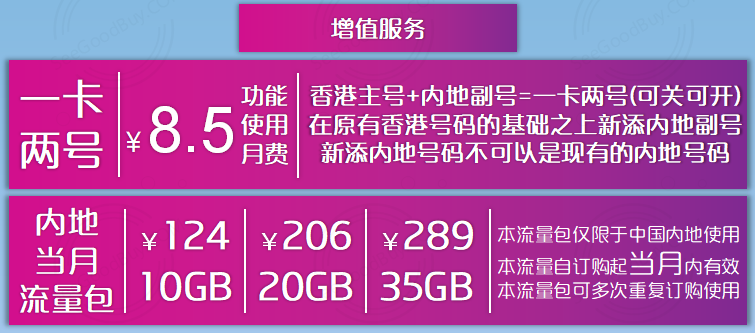 增值服务
一卡
两号
¥8.5
功能
使用
月费
香港主号+内地副号=一卡两号(可关可开)
在原有香港号码的基础之上新添内地副号
新添内地号码不可以是现有的内地号码
内地
当月
流量包
¥124
10GB
¥206
20GB
¥289
35GB
本流量包仅限于中国内地使用
本流量自订购起当月内有效
本流量包可多次重复订购使用